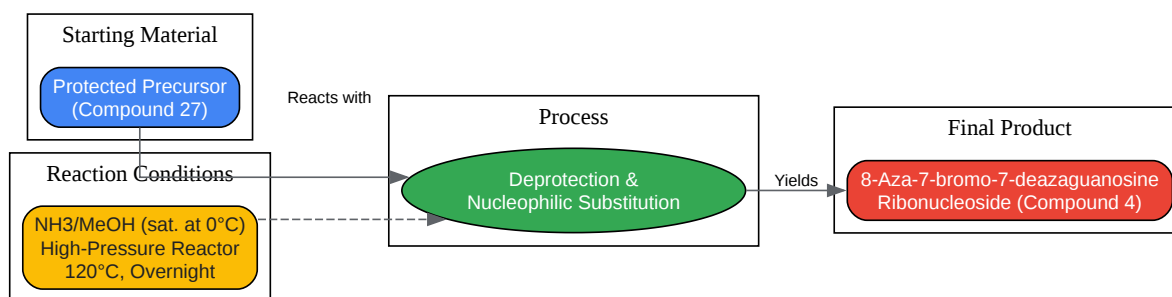 Starting Material
Protected Precursor
(Compound 27)
Reaction Conditions
NH3/MeOH (sat. at 0°C)
High-Pressure Reactor
120°C, Overnight
Reacts with
Process
Deprotection &
Nucleophilic Substitution
Yields
Final Product
8-Aza-7-bromo-7-deazaguanosine
Ribonucleoside (Compound 4)